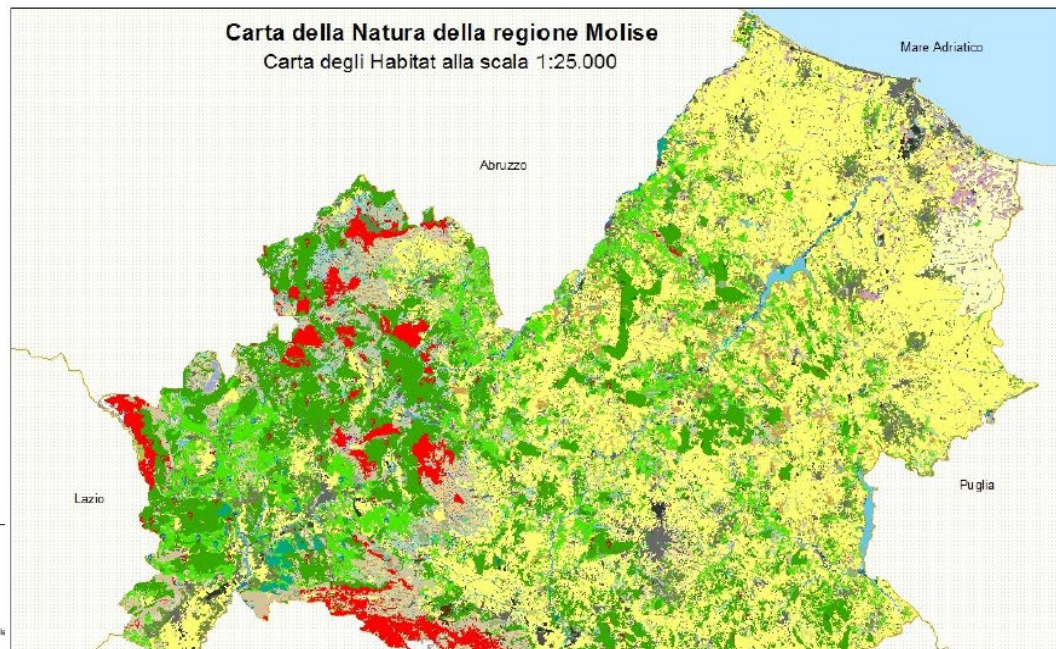 Carta della Natura della regione Molise
Carta degli Habitat alla scala 1:25.000
Mare Adriatico
Abruzzo
Lazio
Puglia